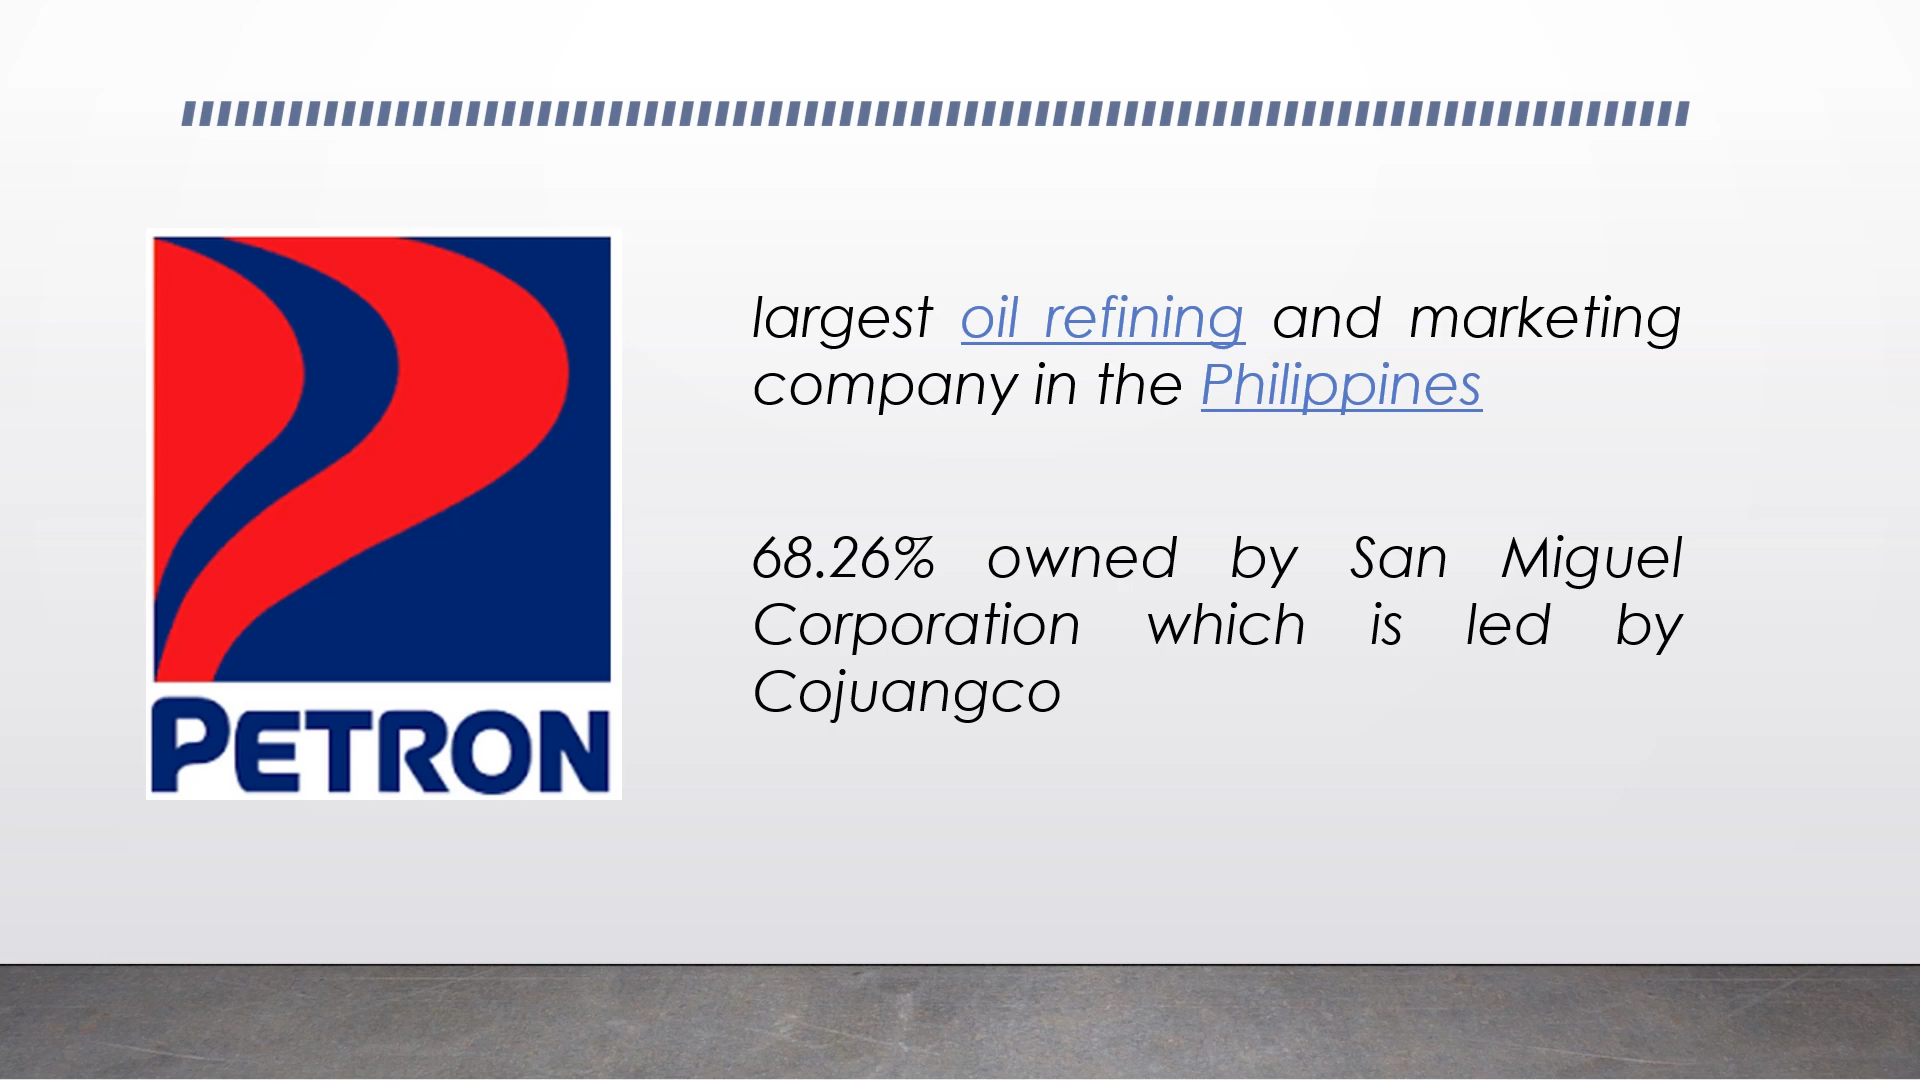 largest oil refining and marketing
company in the Philippines
68.26% owned by San Miguel
Corporation which is led by
Cojuangco
PETRON